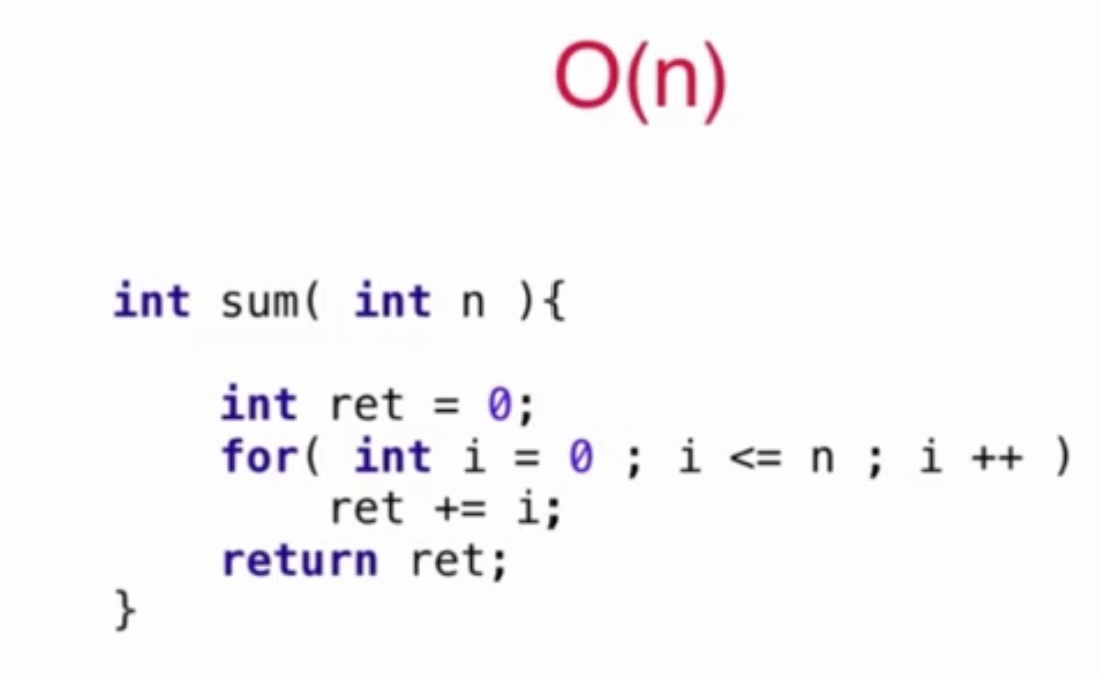 O(n)
int sum( int n ){
    int ret = 0;
    for( int i = 0 ; i <= n ; i ++ )
        ret += i;
    return ret;
}